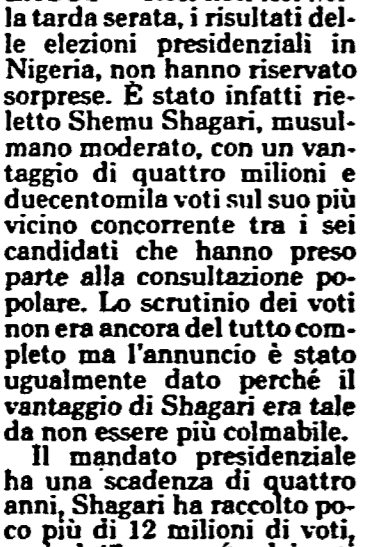 la tarda serata, i risultati del-
le elezioni presidenziali in
Nigeria, non hanno riservato
sorprese. È stato infatti rie-
letto Shemu Shagari, musul-
mano moderato, con un van-
taggio di quattro milioni e
duecentomila voti sul suo più
vicino concorrente tra i sei
candidati che hanno preso
parte alla consultazione po-
polare. Lo scrutinio dei voti
non era ancora del tutto com-
pleto ma l'annuncio è stato
ugualmente dato perché il
vantaggio di Shagari era tale
da non essere più colmabile.
Il mandato presidenziale
ha una scadenza di quattro
anni, Shagari ha raccolto po-
co più di 12 milioni di voti,